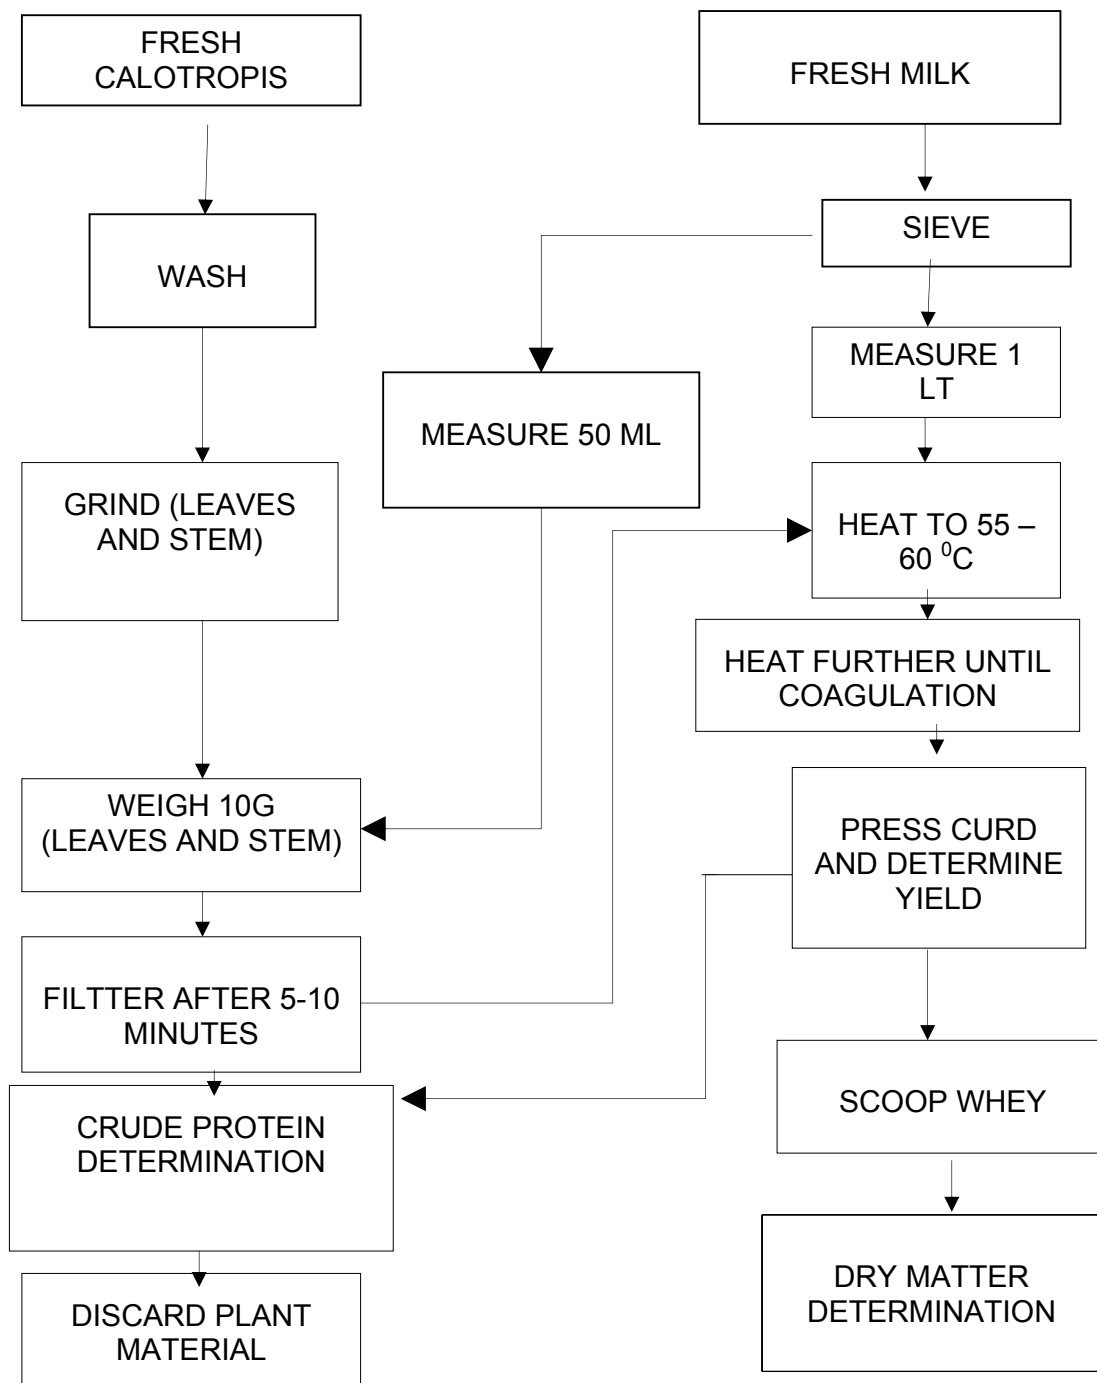 FRESH
CALOTROPIS
FRESH MILK
WASH
SIEVE
MEASURE 1
LT
MEASURE 50 ML
GRIND (LEAVES
AND STEM)
HEAT TO 55 –
60 ⁰C
HEAT FURTHER UNTIL
COAGULATION
WEIGH 10G
(LEAVES AND STEM)
PRESS CURD
AND DETERMINE
YIELD
FILTTER AFTER 5-10
MINUTES
SCOOP WHEY
CRUDE PROTEIN
DETERMINATION
DRY MATTER
DETERMINATION
DISCARD PLANT
MATERIAL